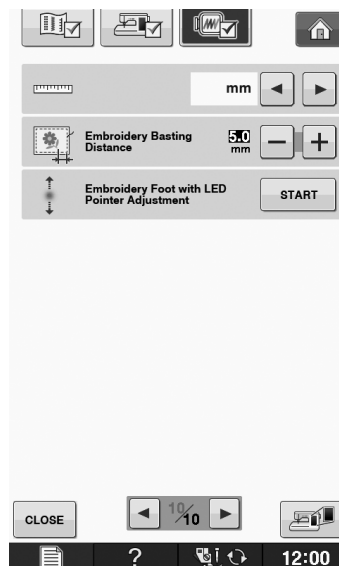 mm
Embroidery Basting
Distance
5.0
mm
Embroidery Foot with LED
Pointer Adjustment
START
CLOSE
10/10
?
12:00